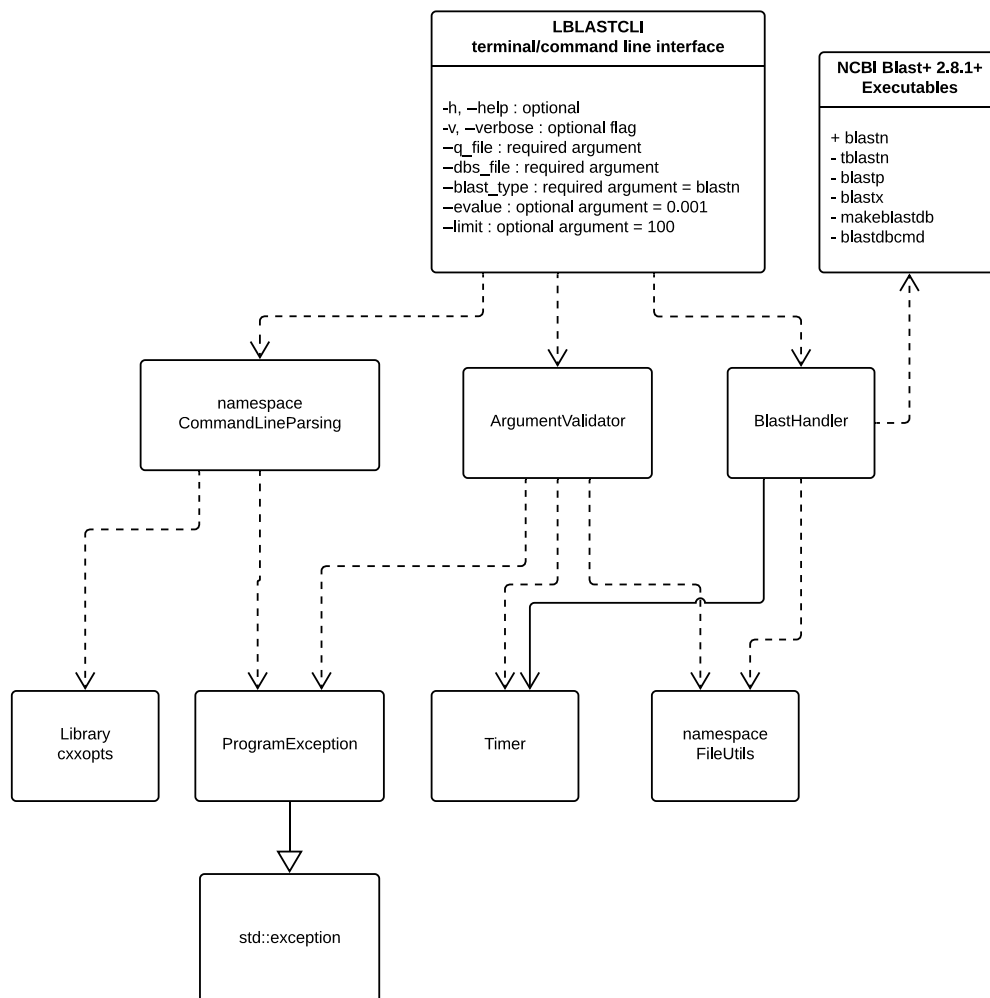 LBLASTCLI
terminal/command line interface
-h, –help : optional
-v, –verbose : optional flag
–q_file : required argument
–dbs_file : required argument
–blast_type : required argument = blastn
–evalue : optional argument = 0.001
–limit : optional argument = 100
NCBI Blast+ 2.8.1+
Executables
+ blastn
- tblastn
- blastp
- blastx
- makeblastdb
- blastdbcmd
namespace
CommandLineParsing
ArgumentValidator
BlastHandler
Library
cxxopts
ProgramException
Timer
namespace
FileUtils
std::exception